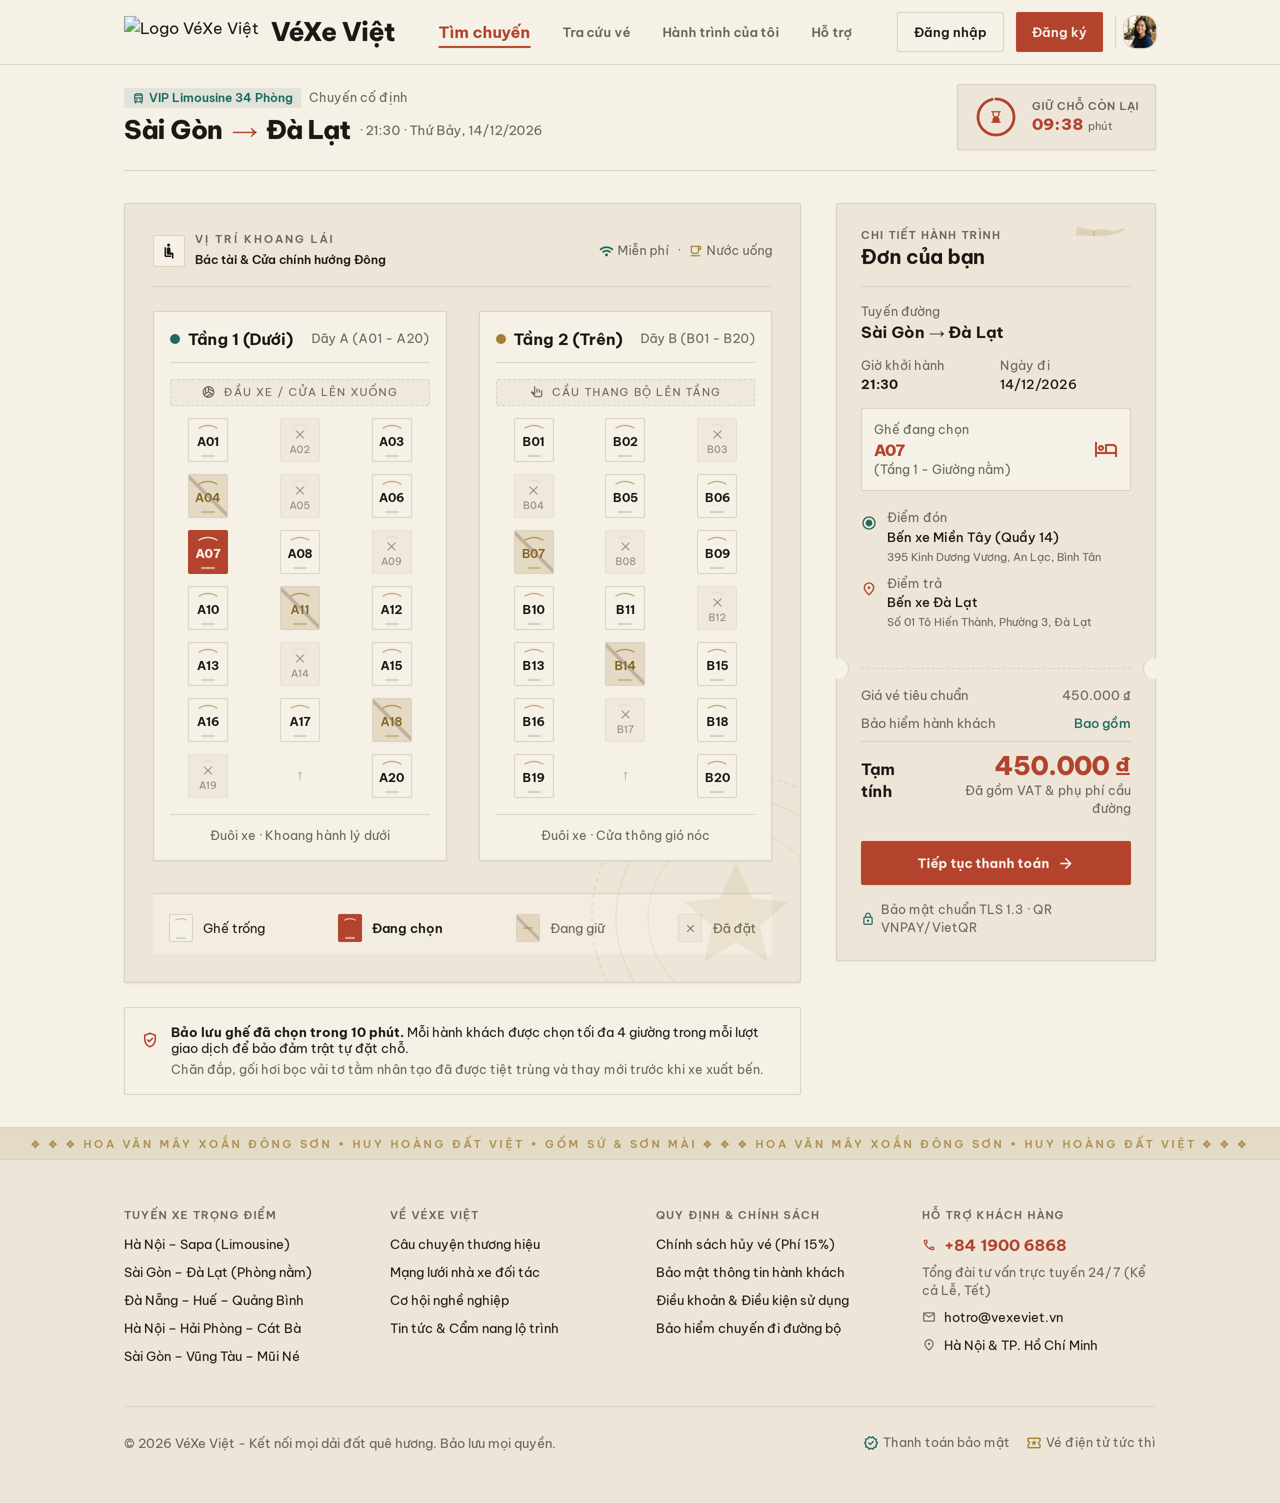 Logo VéXe Việt VéXe Việt Tìm chuyến Tra cứu vé Hành trình của tôi Hỗ trợ Đăng nhập Đăng ký
VIP Limousine 34 Phòng Chuyến cố định
Sài Gòn → Đà Lạt · 21:30 · Thứ Bảy, 14/12/2026
GIỮ CHỖ CÒN LẠI
09:38 phút
VỊ TRÍ KHOANG LÁI
Bác tài & Cửa chính hướng Đông
Miễn phí · Nước uống
Tầng 1 (Dưới) Dãy A (A01 - A20)
ĐẦU XE / CỬA LÊN XUỐNG
A01 A02 A03
A04 A05 A06
A07 A08 A09
A10 A11 A12
A13 A14 A15
A16 A17 A18
A19 ↑ A20
Đuôi xe · Khoang hành lý dưới
Tầng 2 (Trên) Dãy B (B01 - B20)
CẦU THANG BỘ LÊN TẦNG
B01 B02 B03
B04 B05 B06
B07 B08 B09
B10 B11 B12
B13 B14 B15
B16 B17 B18
B19 ↑ B20
Đuôi xe · Cửa thông gió nóc
Ghế trống Đang chọn Đang giữ Đã đặt
Bảo lưu ghế đã chọn trong 10 phút. Mỗi hành khách được chọn tối đa 4 giường trong mỗi lượt
giao dịch để bảo đảm trật tự đặt chỗ.
Chăn đắp, gối hơi bọc vải tơ tằm nhân tạo đã được tiệt trùng và thay mới trước khi xe xuất bến.
CHI TIẾT HÀNH TRÌNH
Đơn của bạn
Tuyến đường
Sài Gòn → Đà Lạt
Giờ khởi hành Ngày đi
21:30 14/12/2026
Ghế đang chọn
A07
(Tầng 1 - Giường nằm)
Điểm đón
Bến xe Miền Tây (Quầy 14)
395 Kinh Dương Vương, An Lạc, Bình Tân
Điểm trả
Bến xe Đà Lạt
Số 01 Tô Hiến Thành, Phường 3, Đà Lạt
Giá vé tiêu chuẩn 450.000 ₫
Bảo hiểm hành khách Bao gồm
Tạm
tính
450.000 ₫
Đã gồm VAT & phụ phí cầu
đường
Tiếp tục thanh toán →
Bảo mật chuẩn TLS 1.3 · QR
VNPAY/VietQR
❖ ❖ ❖ HOA VĂN MÂY XOẮN ĐÔNG SƠN • HUY HOÀNG ĐẤT VIỆT • GỐM SỨ & SƠN MÀI ❖ ❖ ❖ HOA VĂN MÂY XOẮN ĐÔNG SƠN • HUY HOÀNG ĐẤT VIỆT ❖ ❖ ❖
TUYẾN XE TRỌNG ĐIỂM
Hà Nội – Sapa (Limousine)
Sài Gòn – Đà Lạt (Phòng nằm)
Đà Nẵng – Huế – Quảng Bình
Hà Nội – Hải Phòng – Cát Bà
Sài Gòn – Vũng Tàu – Mũi Né
VỀ VÉXE VIỆT
Câu chuyện thương hiệu
Mạng lưới nhà xe đối tác
Cơ hội nghề nghiệp
Tin tức & Cẩm nang lộ trình
QUY ĐỊNH & CHÍNH SÁCH
Chính sách hủy vé (Phí 15%)
Bảo mật thông tin hành khách
Điều khoản & Điều kiện sử dụng
Bảo hiểm chuyến đi đường bộ
HỖ TRỢ KHÁCH HÀNG
+84 1900 6868
Tổng đài tư vấn trực tuyến 24/7 (Kể
cả Lễ, Tết)
hotro@vexeviet.vn
Hà Nội & TP. Hồ Chí Minh
© 2026 VéXe Việt - Kết nối mọi dải đất quê hương. Bảo lưu mọi quyền.
Thanh toán bảo mật Vé điện tử tức thì